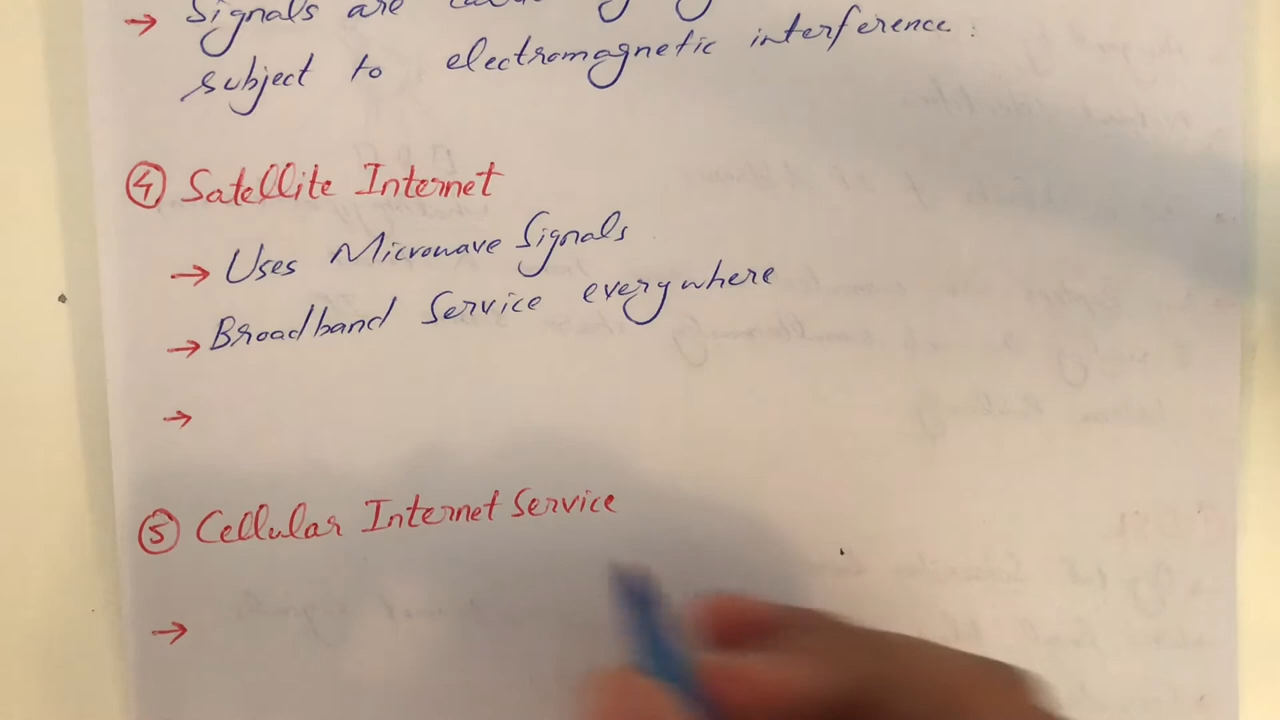 → Signals are
subject to electromagnetic interference.
④ Satellite Internet
→ Uses Microwave Signals
→ Broadband Service everywhere
→
⑤ Cellular Internet Service
→